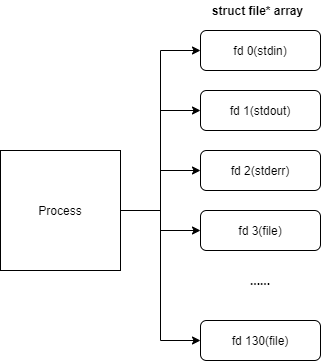 struct file* array
fd 0(stdin)
fd 1(stdout)
fd 2(stderr)
Process
fd 3(file)
......
fd 130(file)